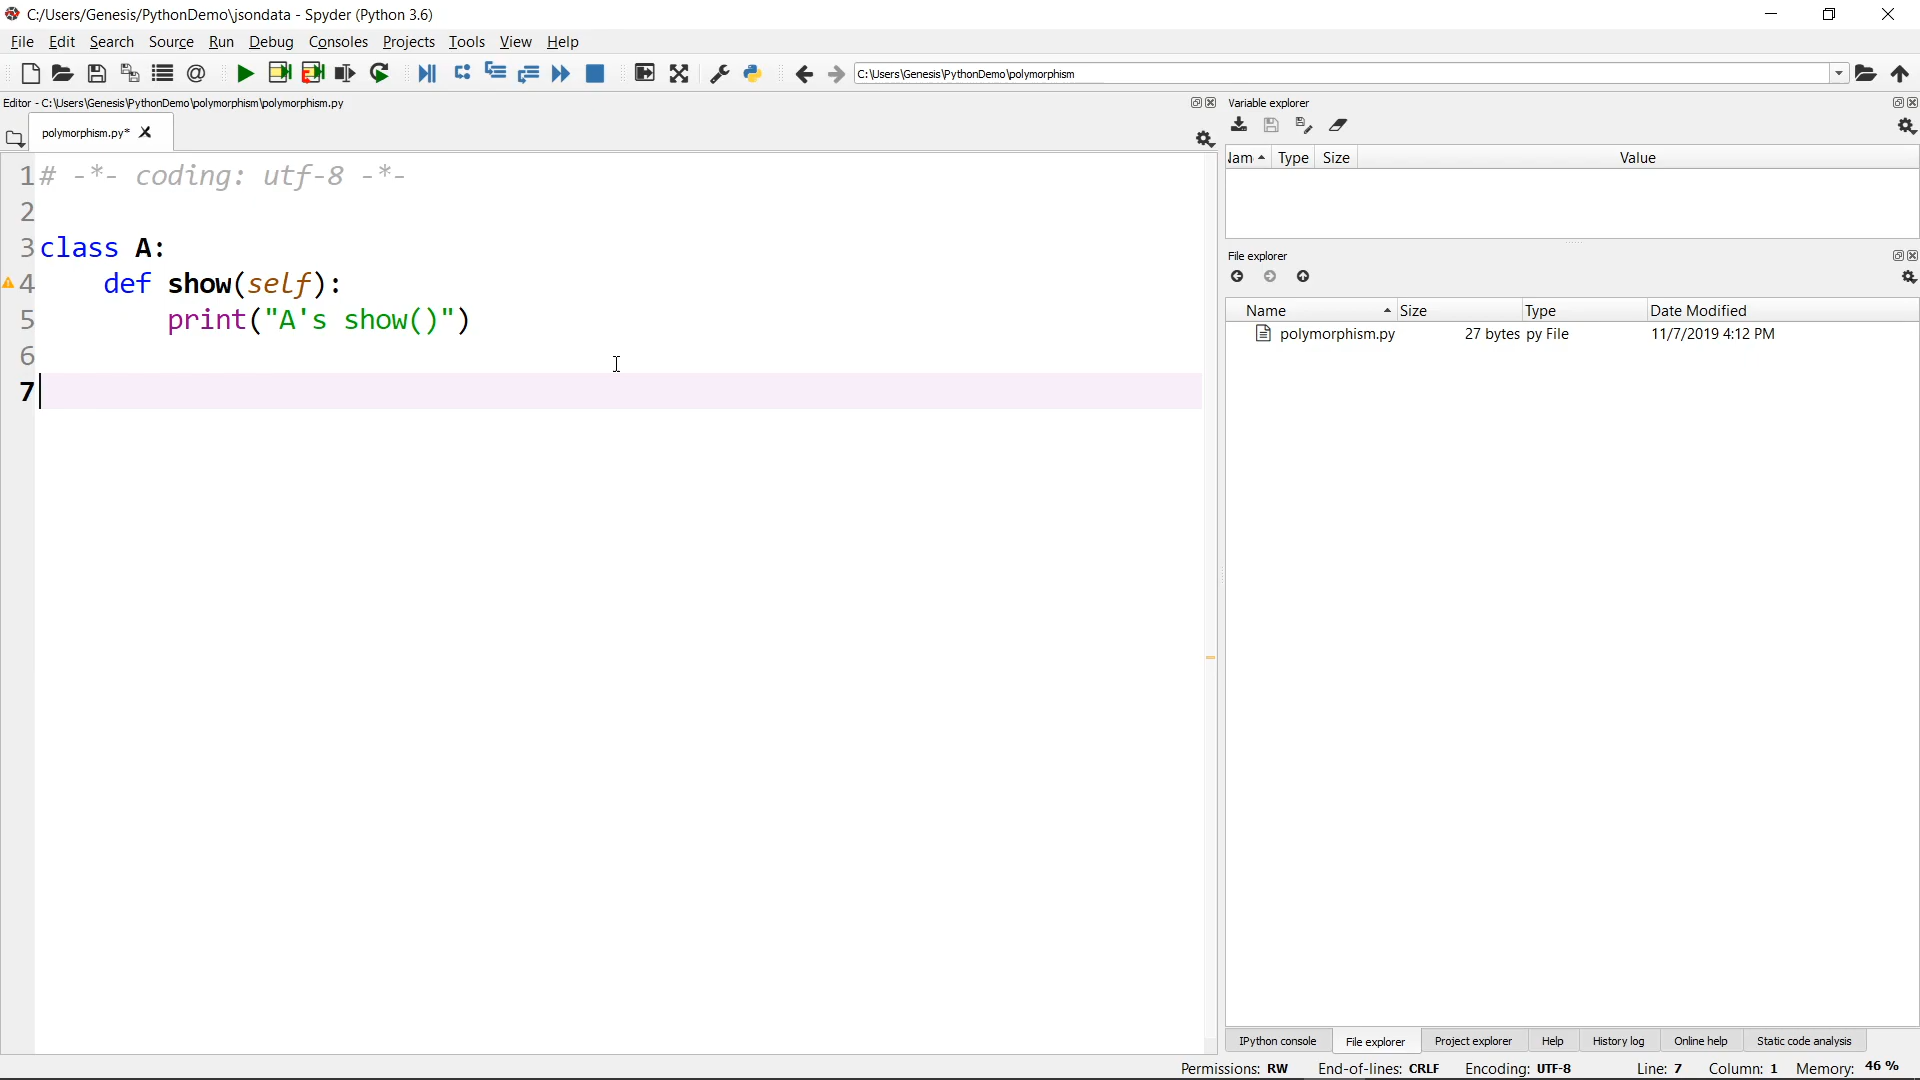 C:/Users/Genesis/PythonDemo\jsondata - Spyder (Python 3.6)
File Edit Search Source Run Debug Consoles Projects Tools View Help
C:\Users\Genesis\PythonDemo\polymorphism
Editor - C:\Users\Genesis\PythonDemo\polymorphism\polymorphism.py
Variable explorer
polymorphism.py*
Type Size Value
1 # -*- coding: utf-8 -*-
2
3 class A:
4 def show(self):
5 print("A's show()")
6
7
File explorer
Name Size Type Date Modified
polymorphism.py 27 bytes py File 11/7/2019 4:12 PM
IPython console File explorer Project explorer Help History log Online help Static code analysis
Permissions: RW End-of-lines: CRLF Encoding: UTF-8 Line: 7 Column: 1 Memory: 46 %